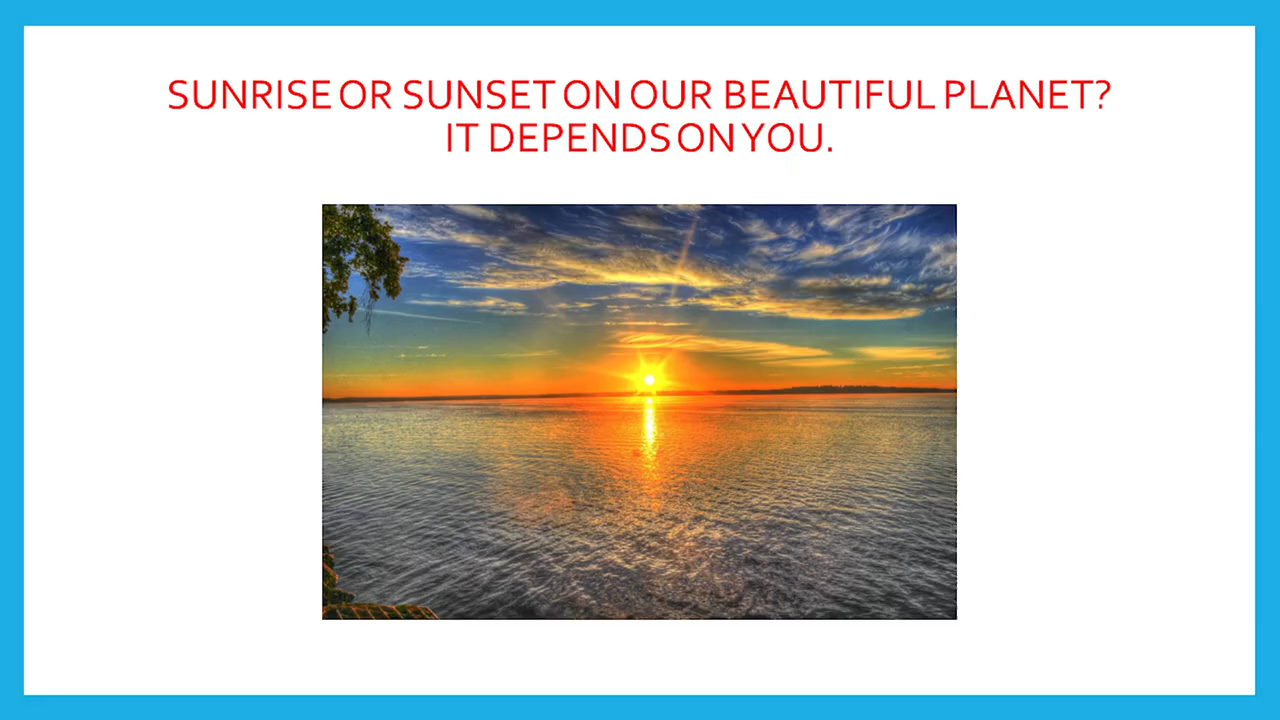 SUNRISE OR SUNSET ON OUR BEAUTIFUL PLANET?
IT DEPENDS ON YOU.